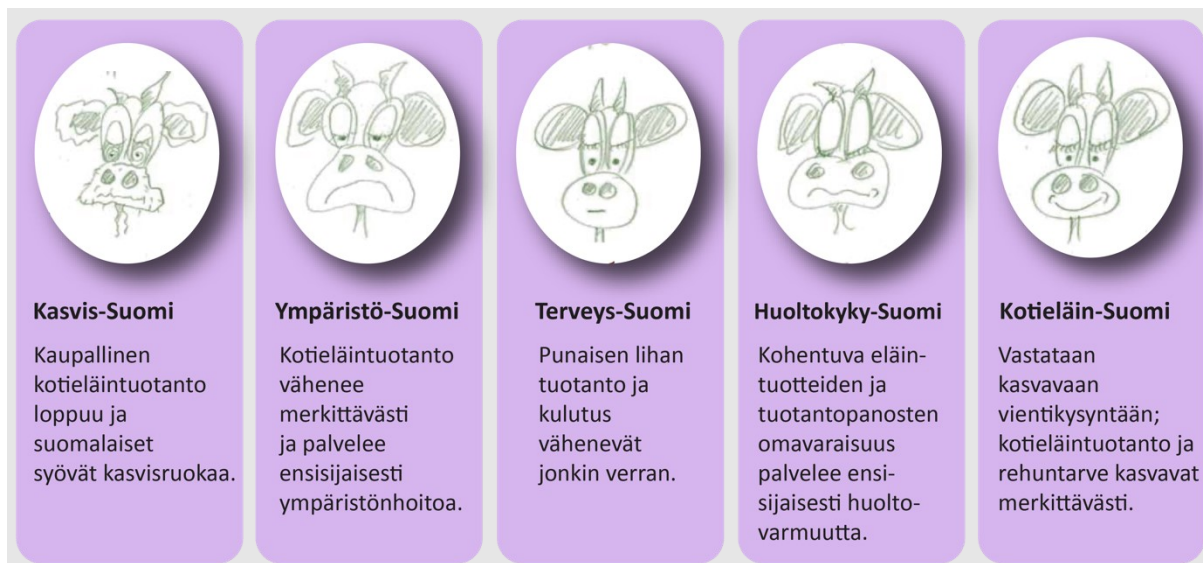 Kasvis-Suomi
Kaupallinen
kotieläintuotanto
loppuu ja
suomalaiset
syövät kasvisruokaa.
Ympäristö-Suomi
Kotieläintuotanto
vähenee
merkittävästi
ja palvelee
ensisijaisesti
ympäristönhoitoa.
Terveys-Suomi
Punaisen lihan
tuotanto ja
kulutus
vähenevät
jonkin verran.
Huoltokyky-Suomi
Kohentuva eläin-
tuotteiden ja
tuotantopanosten
omavaraisuus
palvelee ensi-
sijaisesti huolto-
varmuutta.
Kotieläin-Suomi
Vastataan
kasvavaan
vientikysyntään;
kotieläintuotanto ja
rehuntarve kasvavat
merkittävästi.